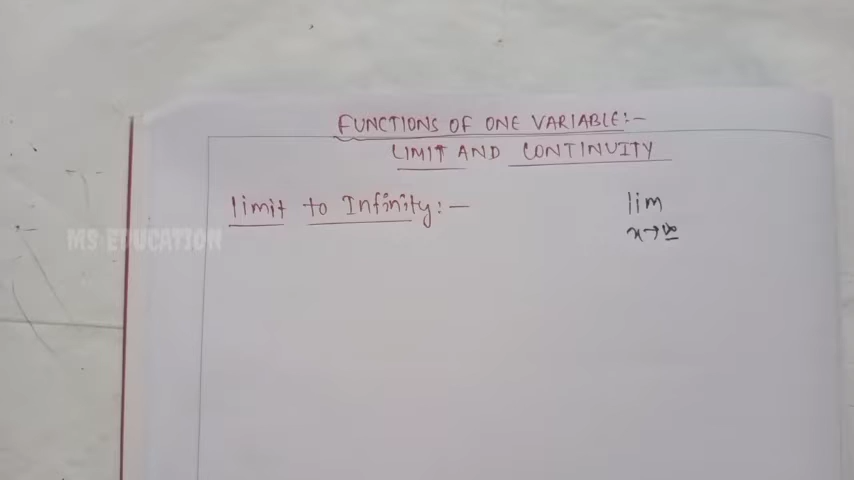 FUNCTIONS OF ONE VARIABLE:-
LIMIT AND CONTINUITY
limit to Infinity:-
lim
x→∞
MS EDUCATION